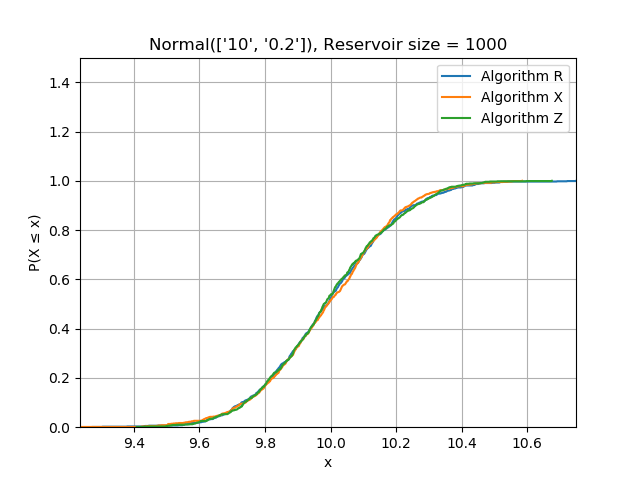 Normal(['10', '0.2']), Reservoir size = 1000
Algorithm R
Algorithm X
Algorithm Z
P(X ≤ x)
1.4
1.2
1.0
0.8
0.6
0.4
0.2
0.0
9.4 9.6 9.8 10.0 10.2 10.4 10.6
x